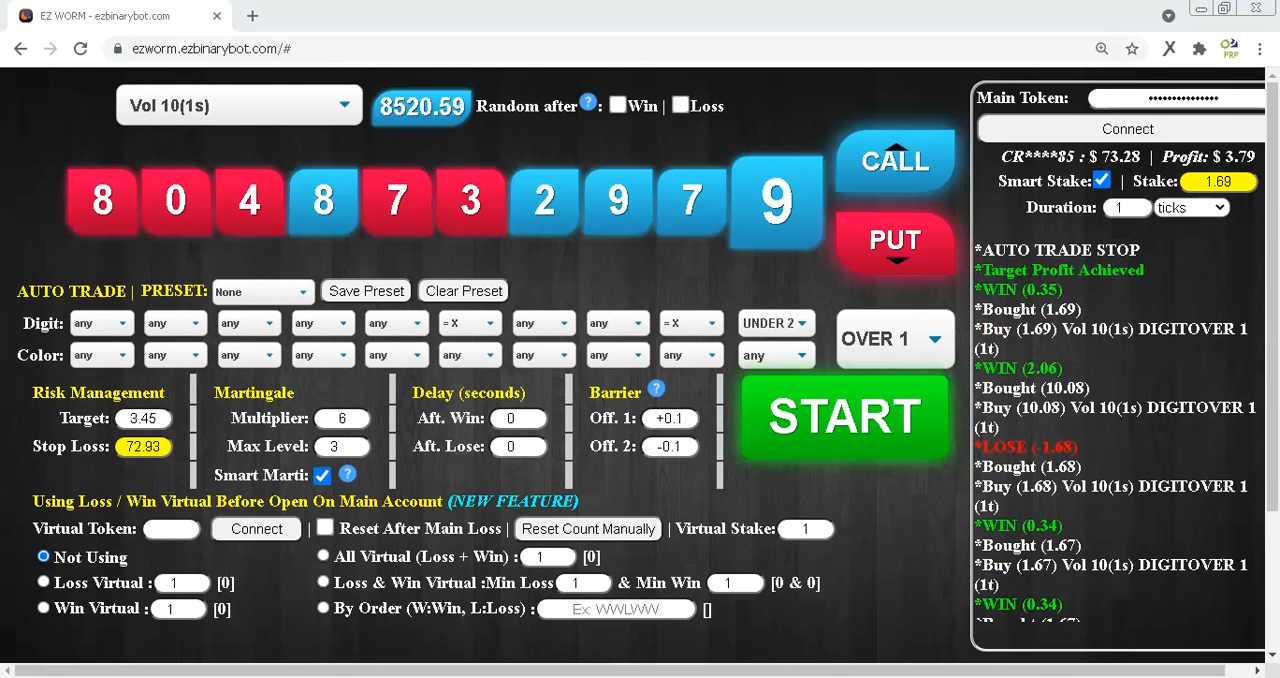 EZ WORM - ezbinarybot.com
ezworm.ezbinarybot.com/#
PRP
Vol 10(1s) 8520.59 Random after ? : Win | Loss
8 0 4 8 7 3 2 9 7 9
CALL
PUT
AUTO TRADE | PRESET: None Save Preset Clear Preset
Digit: any any any any any = X any any = X UNDER 2
Color: any any any any any any any any any any
OVER 1
Risk Management Martingale Delay (seconds) Barrier ?
Target: 3.45 Multiplier: 6 Aft. Win: 0 Off. 1: +0.1
Stop Loss: 72.93 Max Level: 3 Aft. Lose: 0 Off. 2: -0.1
Smart Marti: ?
START
Using Loss / Win Virtual Before Open On Main Account (NEW FEATURE)
Virtual Token: Connect | Reset After Main Loss | Reset Count Manually | Virtual Stake: 1
Not Using All Virtual (Loss + Win) : 1 [0]
Loss Virtual : 1 [0] Loss & Win Virtual :Min Loss 1 & Min Win 1 [0 & 0]
Win Virtual : 1 [0] By Order (W:Win, L:Loss) : Ex: WWLWW []
Main Token: ••••••••••••••
Connect
CR****85 : $ 73.28 | Profit: $ 3.79
Smart Stake: | Stake: 1.69
Duration: 1 ticks
*AUTO TRADE STOP
*Target Profit Achieved
*WIN (0.35)
*Bought (1.69)
*Buy (1.69) Vol 10(1s) DIGITOVER 1
(1t)
*WIN (2.06)
*Bought (10.08)
*Buy (10.08) Vol 10(1s) DIGITOVER 1
(1t)
*LOSE (-1.68)
*Bought (1.68)
*Buy (1.68) Vol 10(1s) DIGITOVER 1
(1t)
*WIN (0.34)
*Bought (1.67)
*Buy (1.67) Vol 10(1s) DIGITOVER 1
(1t)
*WIN (0.34)
*Bought (1.67)